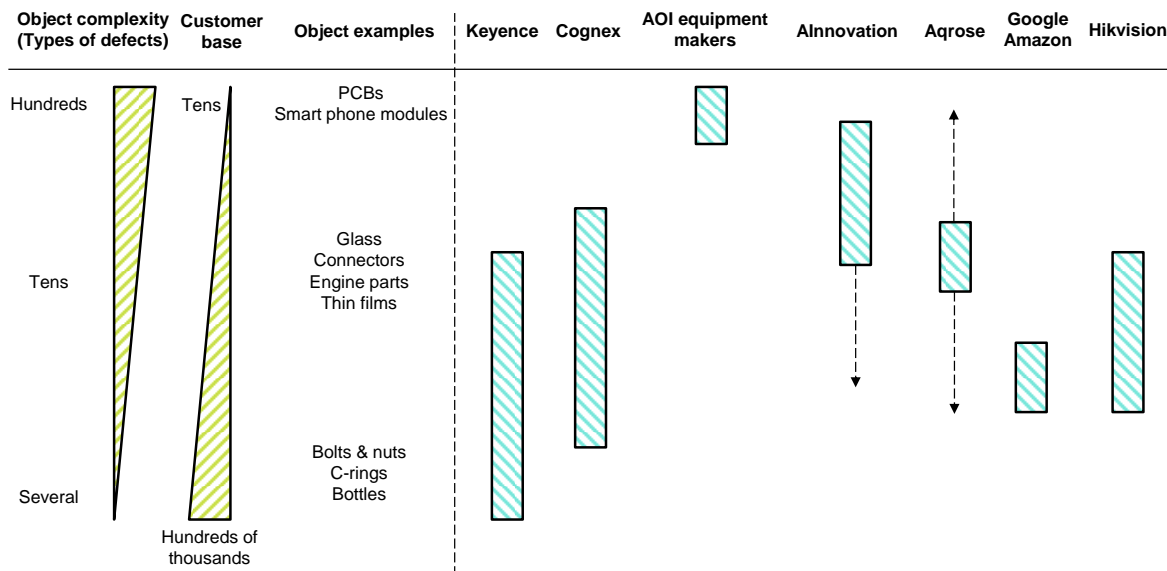 Object complexity
(Types of defects)
Customer
base
Object examples
Keyence
Cognex
AOI equipment
makers
AInnovation
Aqrose
Google
Amazon
Hikvision
Hundreds
Tens
PCBs
Smart phone modules
Tens
Glass
Connectors
Engine parts
Thin films
Several
Bolts & nuts
C-rings
Bottles
Hundreds of
thousands